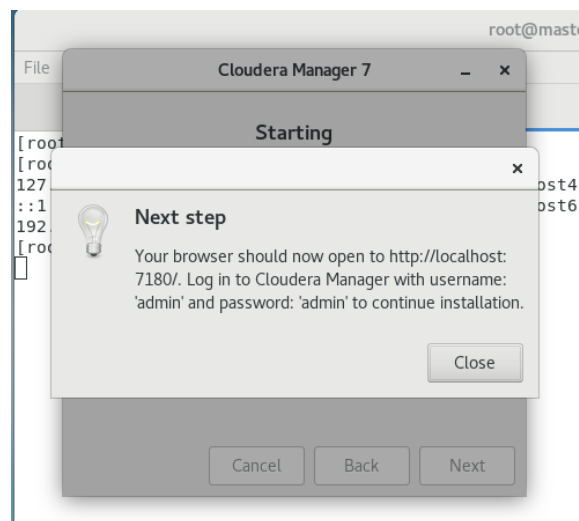 root@maste
File
Cloudera Manager 7
Starting
[root
[roo
127.
ost4
::1
ost6
192.
[roo
Next step
Your browser should now open to http://localhost:
7180/. Log in to Cloudera Manager with username:
'admin' and password: 'admin' to continue installation.
Close
Cancel
Back
Next